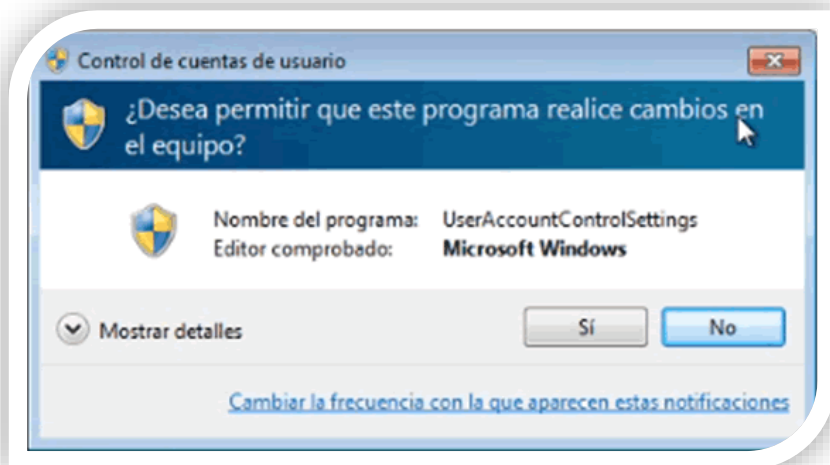 Control de cuentas de usuario
¿Desea permitir que este programa realice cambios en
el equipo?
Nombre del programa: UserAccountControlSettings
Editor comprobado: Microsoft Windows
Mostrar detalles
Sí
No
Cambiar la frecuencia con la que aparecen estas notificaciones